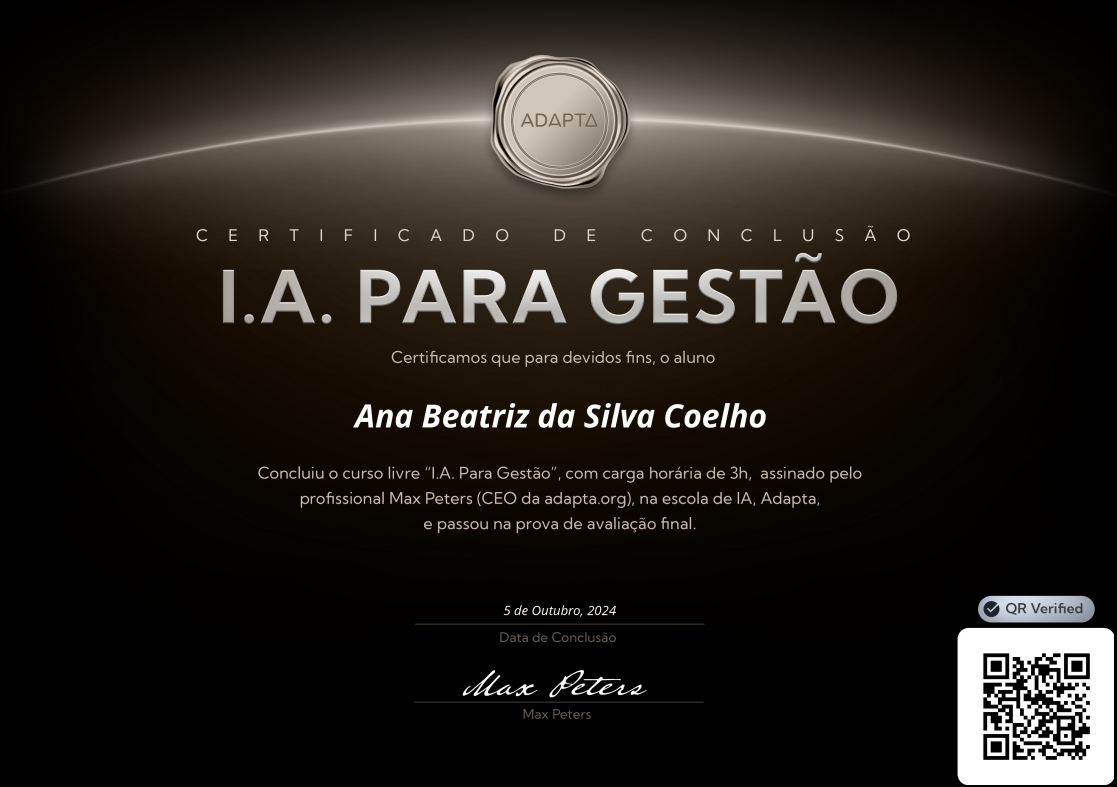 ADAPTA
CERTIFICADO DE CONCLUSÃO
I.A. PARA GESTÃO
Certificamos que para devidos fins, o aluno
Ana Beatriz da Silva Coelho
Concluiu o curso livre “I.A. Para Gestão”, com carga horária de 3h, assinado pelo
profissional Max Peters (CEO da adapta.org), na escola de IA, Adapta,
e passou na prova de avaliação final.
5 de Outubro, 2024
Data de Conclusão
Max Peters
Max Peters
QR Verified